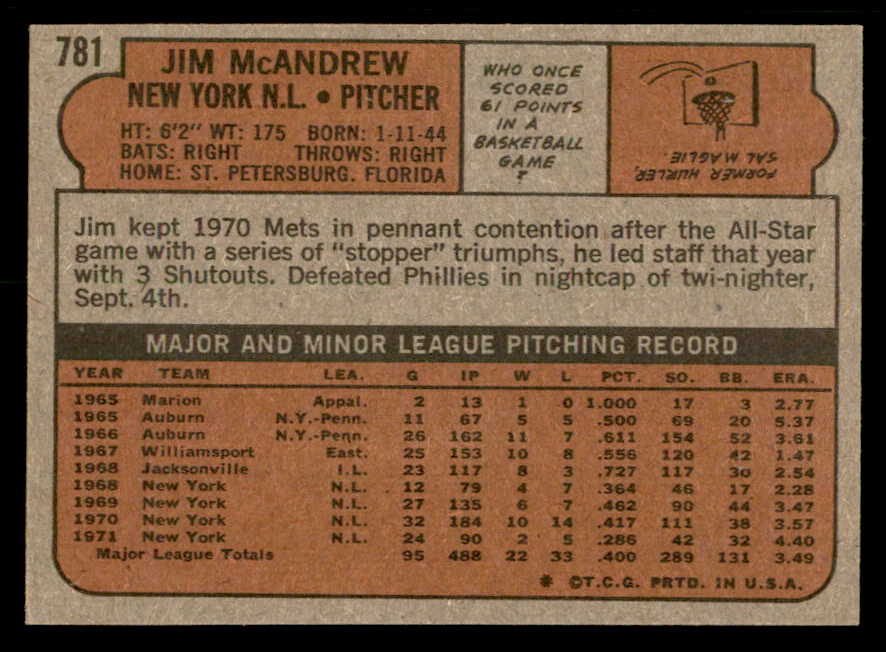 781
JIM McANDREW
NEW YORK N.L. • PITCHER
HT: 6'2" WT: 175 BORN: 1-11-44
BATS: RIGHT THROWS: RIGHT
HOME: ST. PETERSBURG, FLORIDA
WHO ONCE
SCORED
61 POINTS
IN A
BASKETBALL
GAME
?
FORMER HURLER,
SAL MAGLIE
Jim kept 1970 Mets in pennant contention after the All-Star
game with a series of "stopper" triumphs, he led staff that year
with 3 Shutouts. Defeated Phillies in nightcap of twi-nighter,
Sept. 4th.
MAJOR AND MINOR LEAGUE PITCHING RECORD
YEAR TEAM LEA. G IP W L PCT. SO. BB. ERA.
1965 Marion Appal. 2 13 1 0 1.000 17 3 2.77
1965 Auburn N.Y.-Penn. 11 67 5 5 .500 69 20 5.37
1966 Auburn N.Y.-Penn. 26 162 11 7 .611 154 52 3.61
1967 Williamsport East. 25 153 10 8 .556 120 42 1.47
1968 Jacksonville I.L. 23 117 8 3 .727 117 30 2.54
1968 New York N.L. 12 79 4 7 .364 46 17 2.28
1969 New York N.L. 27 135 6 7 .462 90 44 3.47
1970 New York N.L. 32 184 10 14 .417 111 38 3.57
1971 New York N.L. 24 90 2 5 .286 42 32 4.40
Major League Totals 95 488 22 33 .400 289 131 3.49
* ©T.C.G. PRTD. IN U.S.A.